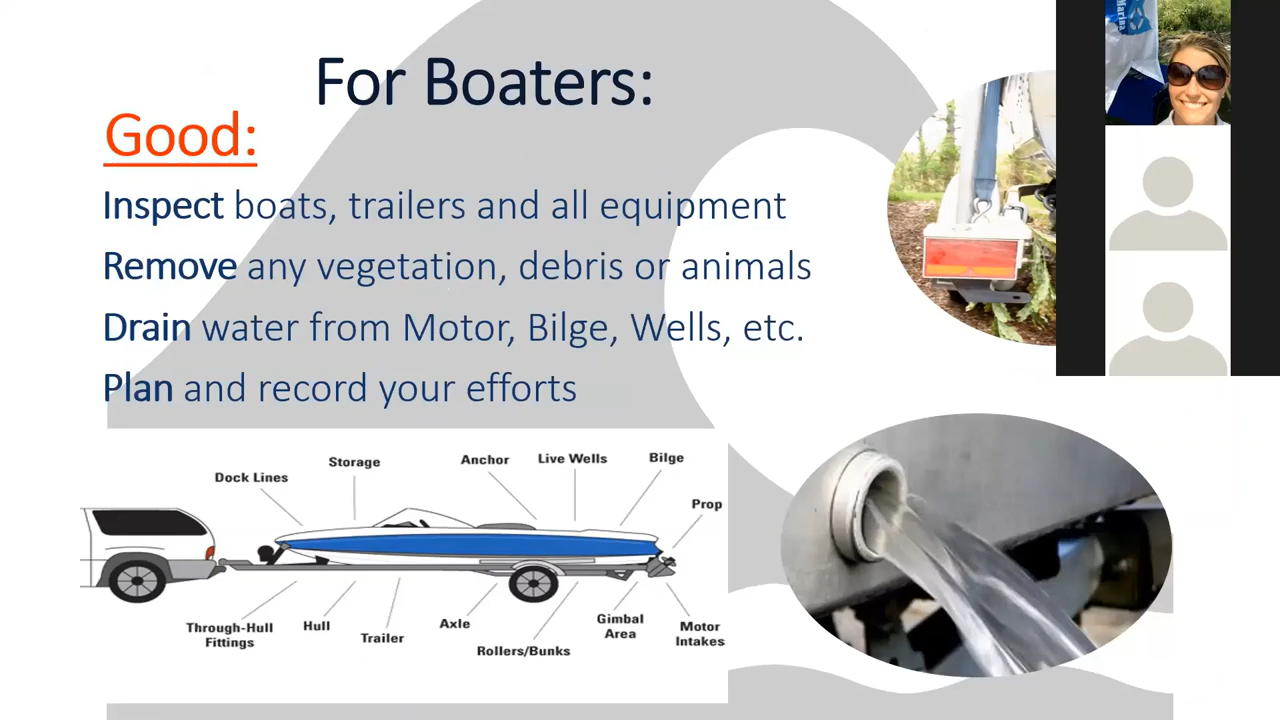 For Boaters:
Good:
Inspect boats, trailers and all equipment
Remove any vegetation, debris or animals
Drain water from Motor, Bilge, Wells, etc.
Plan and record your efforts
Dock Lines
Storage
Anchor
Live Wells
Bilge
Prop
Through-Hull
Fittings
Hull
Trailer
Axle
Rollers/Bunks
Gimbal
Area
Motor
Intakes